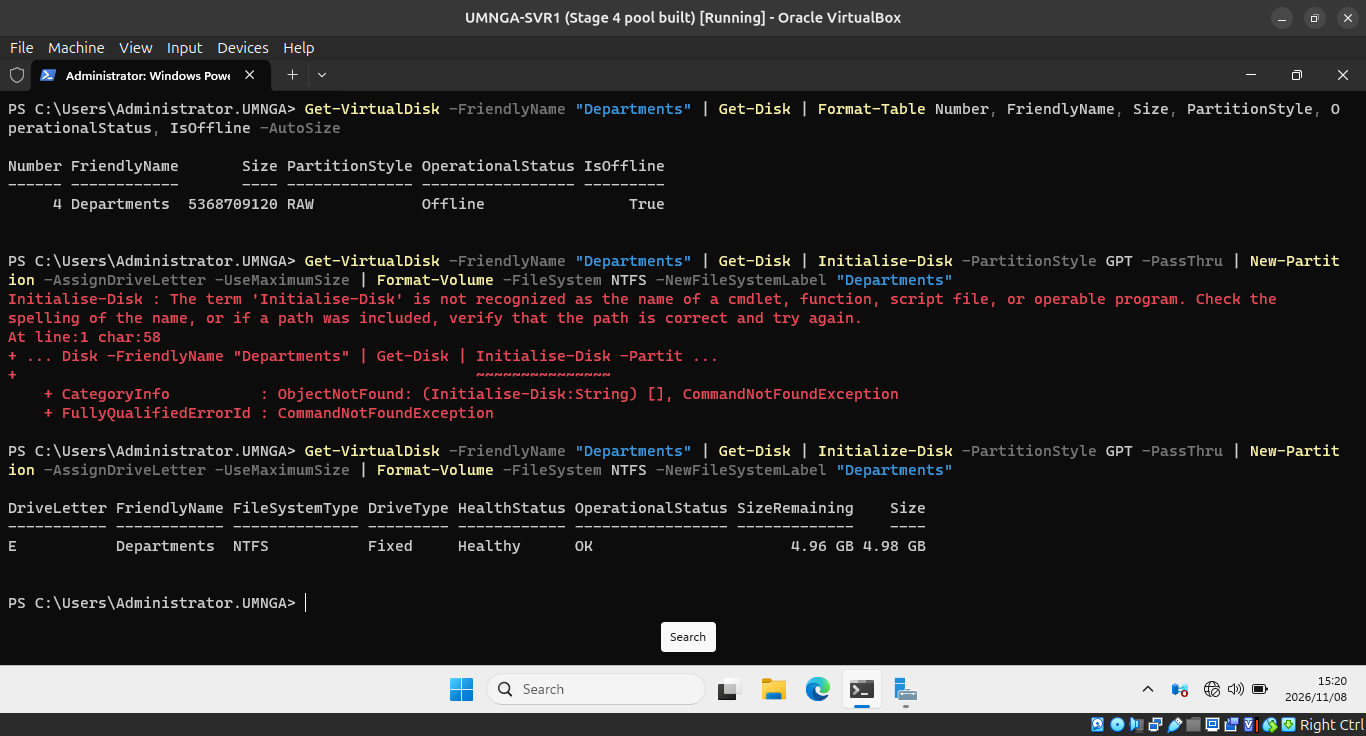 UMNGA-SVR1 (Stage 4 pool built) [Running] - Oracle VirtualBox
File Machine View Input Devices Help
Administrator: Windows Powe
PS C:\Users\Administrator.UMNGA> Get-VirtualDisk -FriendlyName "Departments" | Get-Disk | Format-Table Number, FriendlyName, Size, PartitionStyle, O
perationalStatus, IsOffline -AutoSize
Number FriendlyName Size PartitionStyle OperationalStatus IsOffline
------ ------------ ---- -------------- ----------------- ---------
4 Departments 5368709120 RAW Offline True
PS C:\Users\Administrator.UMNGA> Get-VirtualDisk -FriendlyName "Departments" | Get-Disk | Initialise-Disk -PartitionStyle GPT -PassThru | New-Partit
ion -AssignDriveLetter -UseMaximumSize | Format-Volume -FileSystem NTFS -NewFileSystemLabel "Departments"
Initialise-Disk : The term 'Initialise-Disk' is not recognized as the name of a cmdlet, function, script file, or operable program. Check the
spelling of the name, or if a path was included, verify that the path is correct and try again.
At line:1 char:58
+ ... Disk -FriendlyName "Departments" | Get-Disk | Initialise-Disk -Partit ...
+ ~~~~~~~~~~~~~~~
+ CategoryInfo : ObjectNotFound: (Initialise-Disk:String) [], CommandNotFoundException
+ FullyQualifiedErrorId : CommandNotFoundException
PS C:\Users\Administrator.UMNGA> Get-VirtualDisk -FriendlyName "Departments" | Get-Disk | Initialize-Disk -PartitionStyle GPT -PassThru | New-Partit
ion -AssignDriveLetter -UseMaximumSize | Format-Volume -FileSystem NTFS -NewFileSystemLabel "Departments"
DriveLetter FriendlyName FileSystemType DriveType HealthStatus OperationalStatus SizeRemaining Size
----------- ------------ -------------- --------- ------------ ----------------- ------------- ----
E Departments NTFS Fixed Healthy OK 4.96 GB 4.98 GB
PS C:\Users\Administrator.UMNGA>
Search
Search
15:20
2026/11/08
Right Ctrl